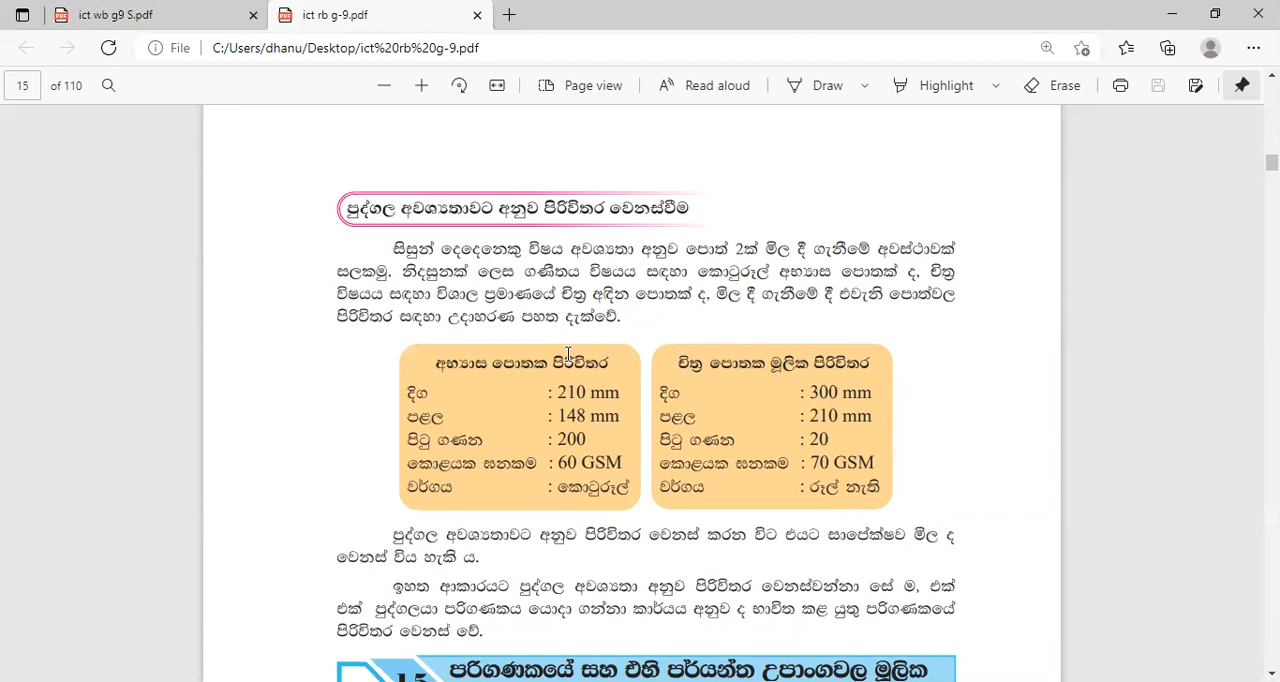 ict wb g9 S.pdf
ict rb g-9.pdf
File C:/Users/dhanu/Desktop/ict%20rb%20g-9.pdf
15 of 110 Page view Read aloud Draw Highlight Erase
පුද්ගල අවශ්‍යතාවට අනුව පිරිවිතර වෙනස්වීම
සිසුන් දෙදෙනෙකු විෂය අවශ්‍යතා අනුව පොත් 2ක් මිල දී ගැනීමේ අවස්ථාවක්
සලකමු. නිදසුනක් ලෙස ගණිතය විෂයය සඳහා කොටුරූල් අභ්‍යාස පොතක් ද, චිත්‍ර
විෂයය සඳහා විශාල ප්‍රමාණයේ චිත්‍ර අඳින පොතක් ද, මිල දී ගැනීමේ දී එවැනි පොත්වල
පිරිවිතර සඳහා උදාහරණ පහත දැක්වේ.
අභ්‍යාස පොතක පිරිවිතර
දිග : 210 mm
පළල : 148 mm
පිටු ගණන : 200
කොළයක ඝනකම : 60 GSM
වර්ගය : කොටුරූල්
චිත්‍ර පොතක මූලික පිරිවිතර
දිග : 300 mm
පළල : 210 mm
පිටු ගණන : 20
කොළයක ඝනකම : 70 GSM
වර්ගය : රූල් නැති
පුද්ගල අවශ්‍යතාවට අනුව පිරිවිතර වෙනස් කරන විට එයට සාපේක්ෂව මිල ද
වෙනස් විය හැකි ය.
ඉහත ආකාරයට පුද්ගල අවශ්‍යතා අනුව පිරිවිතර වෙනස්වන්නා සේ ම, එක්
එක් පුද්ගලයා පරිගණකය යොදා ගන්නා කාර්යය අනුව ද භාවිත කළ යුතු පරිගණකයේ
පිරිවිතර වෙනස් වේ.
1.5 පරිගණකයේ සහ එහි පර්යන්ත උපාංගවල මූලික